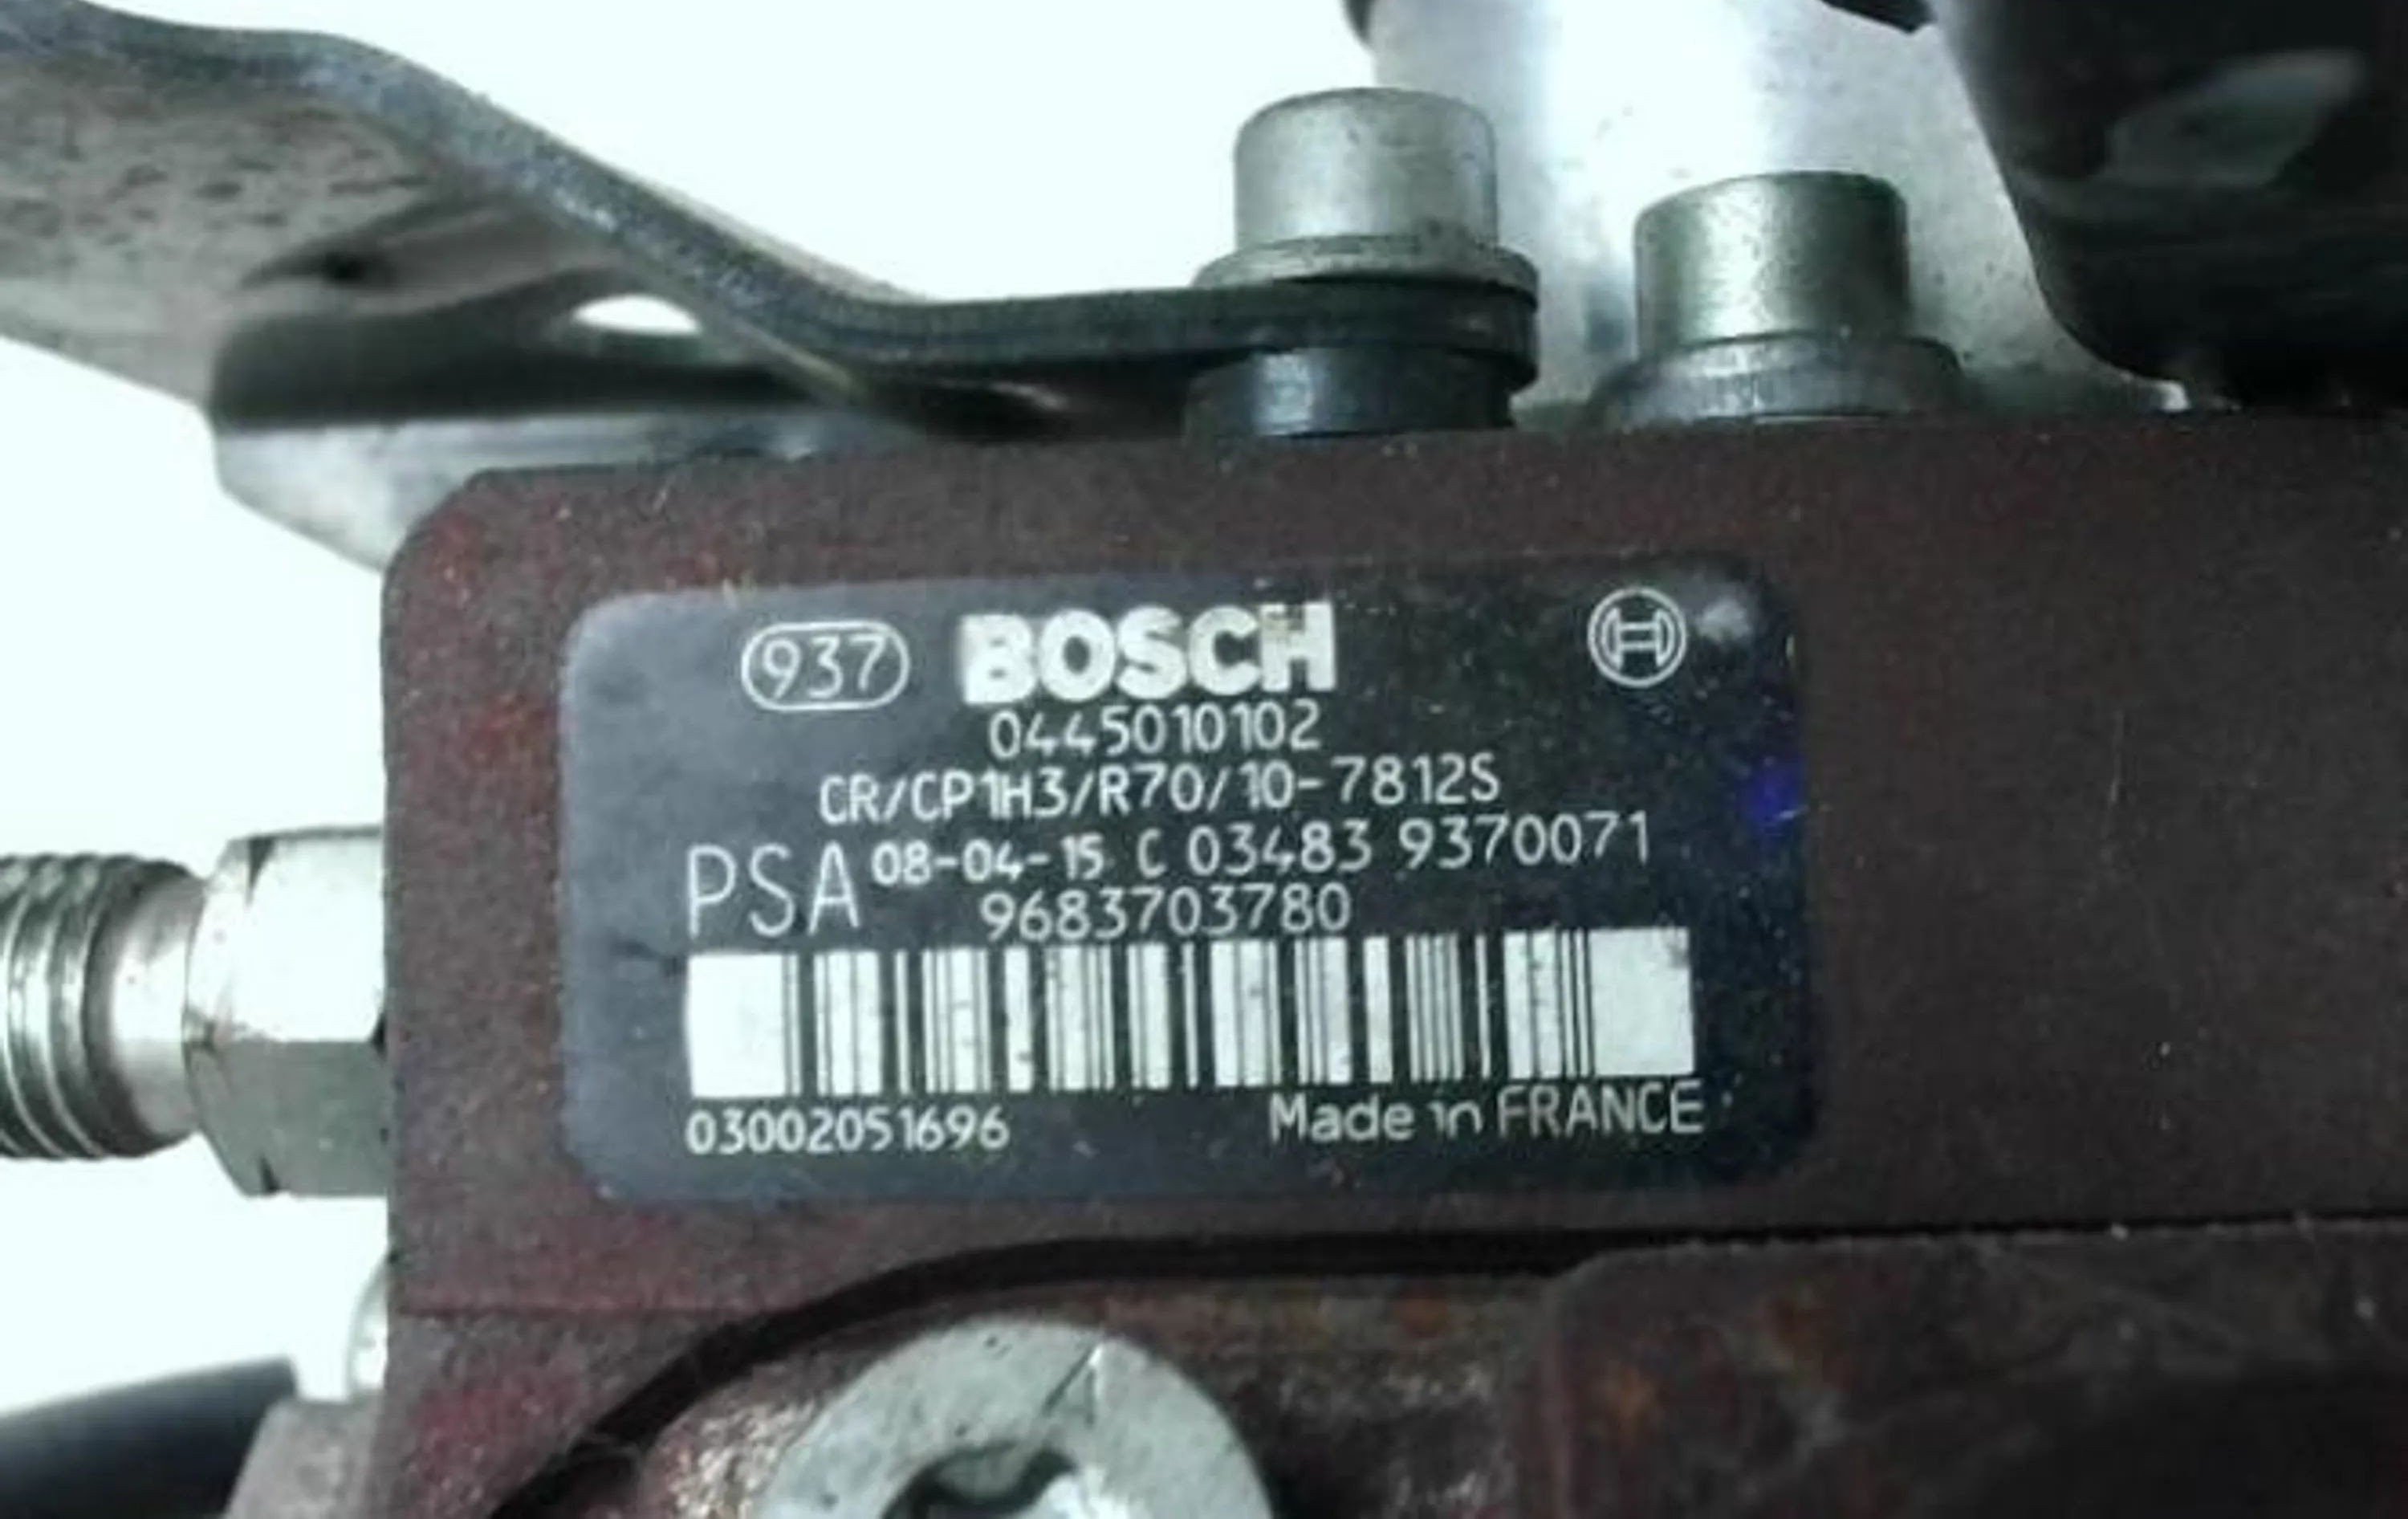 937 BOSCH
0445010102
CR/CP1H3/R70/10-7812S
PSA 08-04-15 C 03483 9370071
9683703780
03002051696 Made in FRANCE